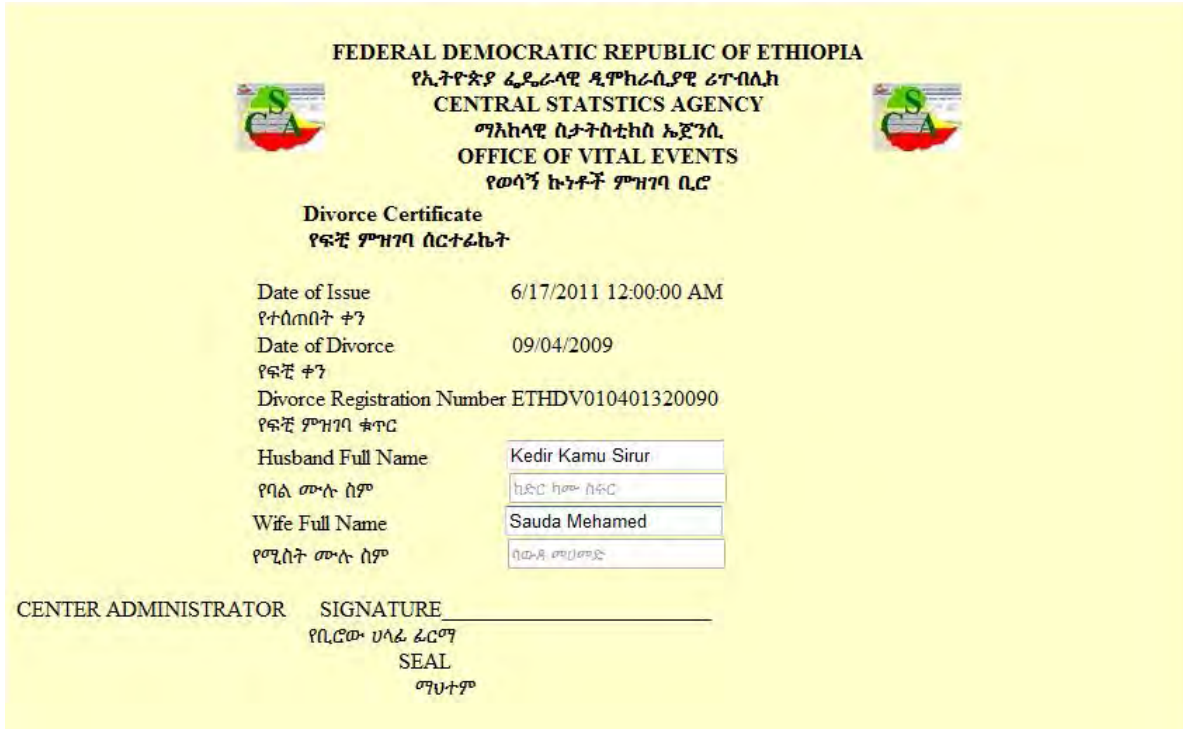 FEDERAL DEMOCRATIC REPUBLIC OF ETHIOPIA
የኢትዮጵያ ፌዴራላዊ ዲሞክራሲያዊ ሪፐብሊክ
CENTRAL STATSTICS AGENCY
ማእከላዊ ስታትስቲክስ ኤጀንሲ
OFFICE OF VITAL EVENTS
የወሳኝ ኩነቶች ምዝገባ ቢሮ
S
C A
S
C A
Divorce Certificate
የፍቺ ምዝገባ ሰርተፊኬት
Date of Issue 6/17/2011 12:00:00 AM
የተሰጠበት ቀን
Date of Divorce 09/04/2009
የፍቺ ቀን
Divorce Registration Number ETHDV010401320090
የፍቺ ምዝገባ ቁጥር
Husband Full Name Kedir Kamu Sirur
የባል ሙሉ ስም ከድር ከሙ ስፍር
Wife Full Name Sauda Mehamed
የሚስት ሙሉ ስም ሳውዳ መሀመድ
CENTER ADMINISTRATOR SIGNATURE
የቢሮው ሀላፊ ፊርማ
SEAL
ማህተም